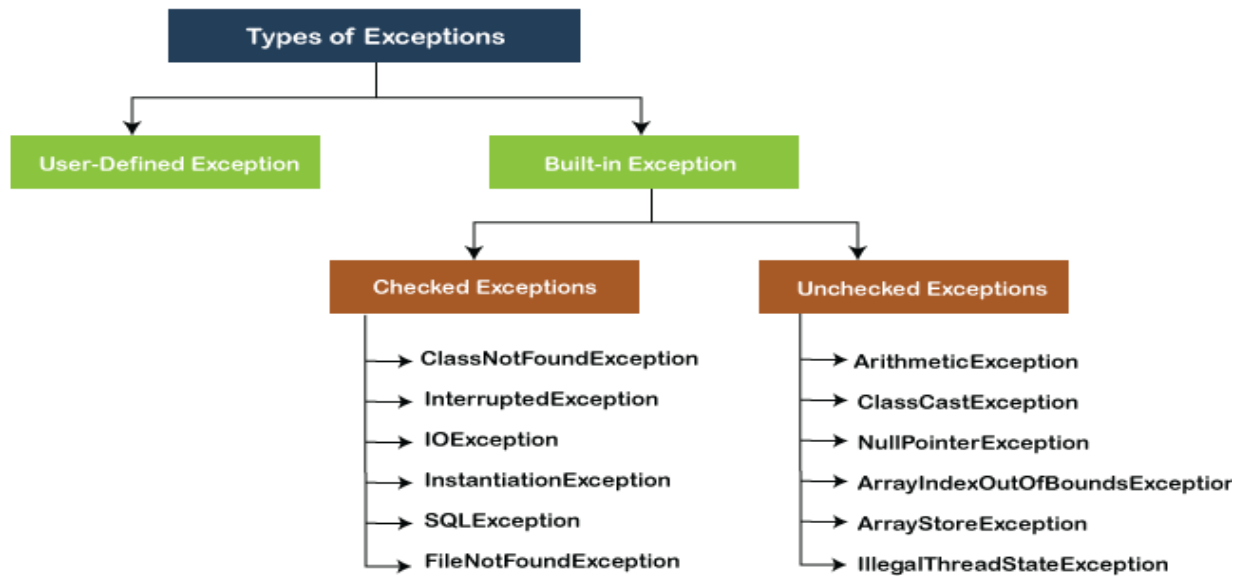 Types of Exceptions
User-Defined Exception
Built-in Exception
Checked Exceptions
ClassNotFoundException
InterruptedException
IOException
InstantiationException
SQLException
FileNotFoundException
Unchecked Exceptions
ArithmeticException
ClassCastException
NullPointerException
ArrayIndexOutOfBoundsException
ArrayStoreException
IllegalThreadStateException